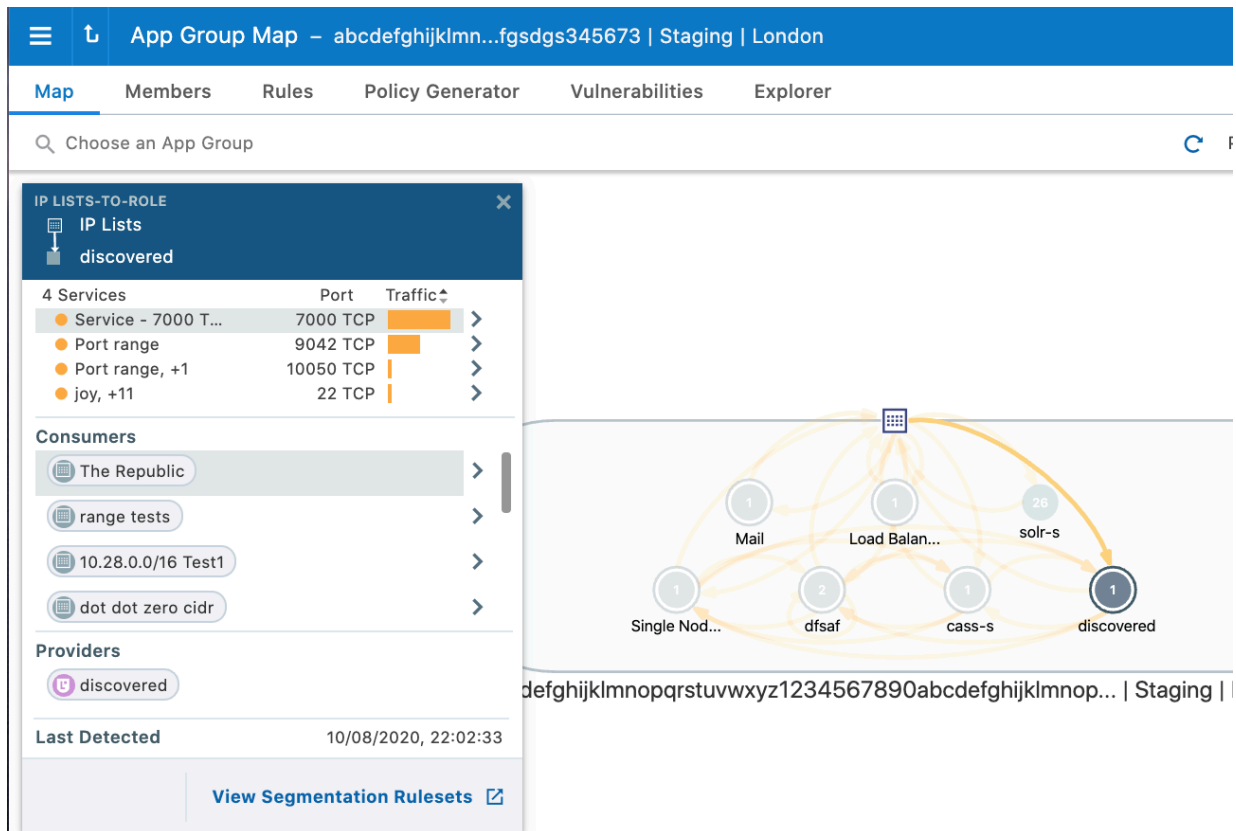 App Group Map – abcdefghijklmn...fgsdgs345673 | Staging | London
Map Members Rules Policy Generator Vulnerabilities Explorer
Choose an App Group
IP LISTS-TO-ROLE
IP Lists
discovered
4 Services Port Traffic
Service - 7000 T... 7000 TCP
Port range 9042 TCP
Port range, +1 10050 TCP
joy, +11 22 TCP
Consumers
The Republic
range tests
10.28.0.0/16 Test1
dot dot zero cidr
Providers
discovered
Last Detected 10/08/2020, 22:02:33
View Segmentation Rulesets
1 1 26
Mail Load Balan... solr-s
1 2 1 1
Single Nod... dfsaf cass-s discovered
defghijklmnopqrstuvwxyz1234567890abcdefghijklmnop... | Staging |